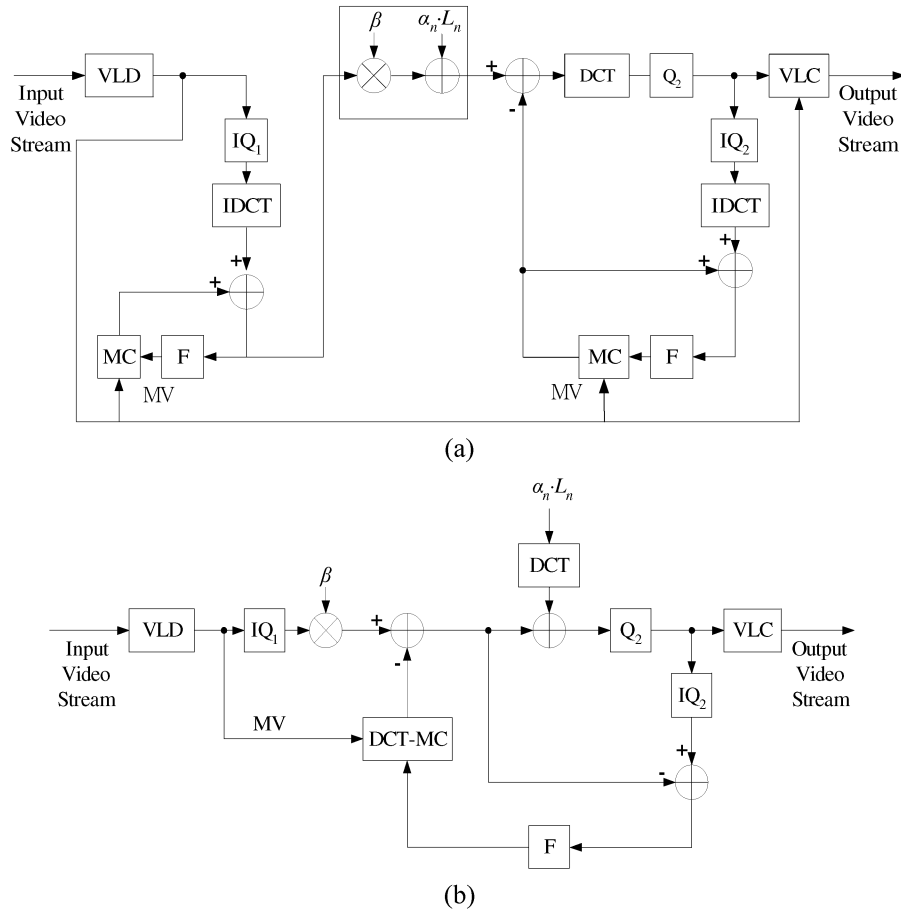 β
αₙ·Lₙ
VLD
Input
Video
Stream
+
-
DCT
Q₂
VLC
Output
Video
Stream
IQ₁
IDCT
+
+
IQ₂
IDCT
+
+
MC
F
MV
MC
F
MV
(a)
αₙ·Lₙ
DCT
β
VLD
IQ₁
+
-
Q₂
VLC
Input
Video
Stream
Output
Video
Stream
MV
DCT-MC
IQ₂
+
-
F
(b)